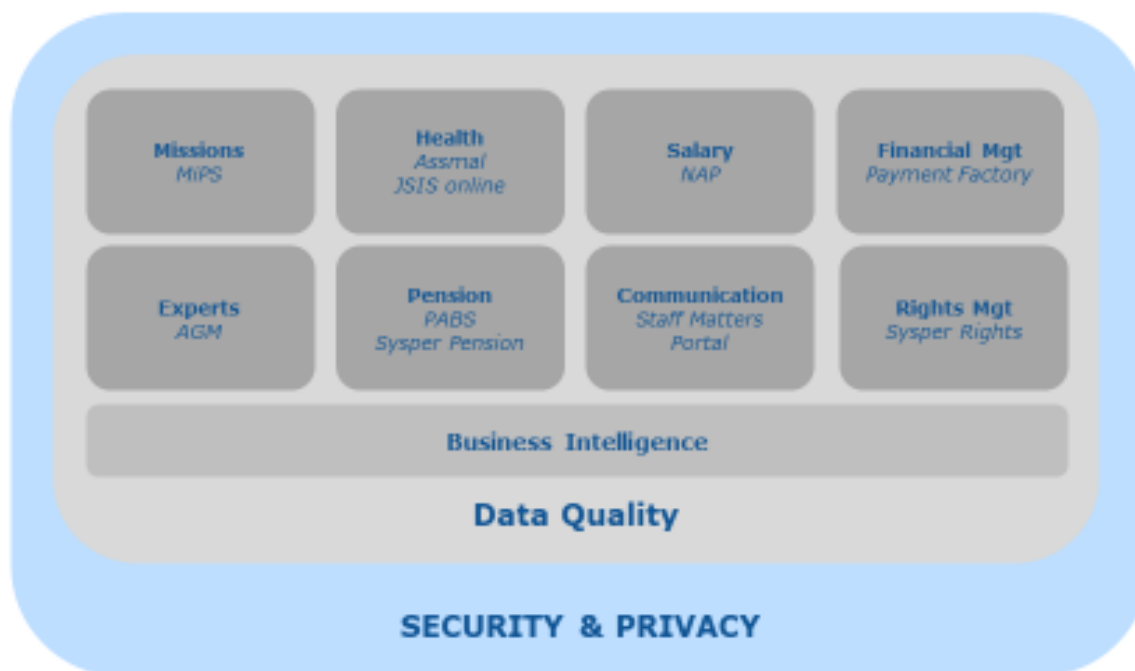 Missions
MiPS
Health
Assmal
JSIS online
Salary
NAP
Financial Mgt
Payment Factory
Experts
AGM
Pension
PABS
Sysper Pension
Communication
Staff Matters
Portal
Rights Mgt
Sysper Rights
Business Intelligence
Data Quality
SECURITY & PRIVACY